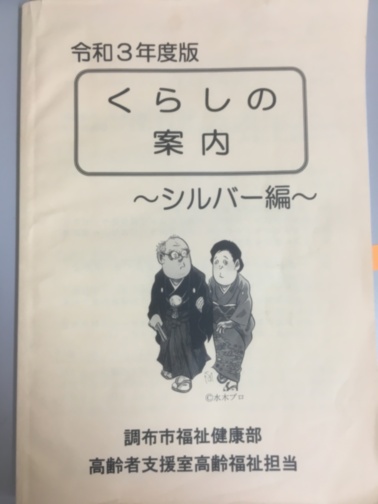 令和3年度版
くらしの
案内
～シルバー編～
©水木プロ
調布市福祉健康部
高齢者支援室高齢福祉担当